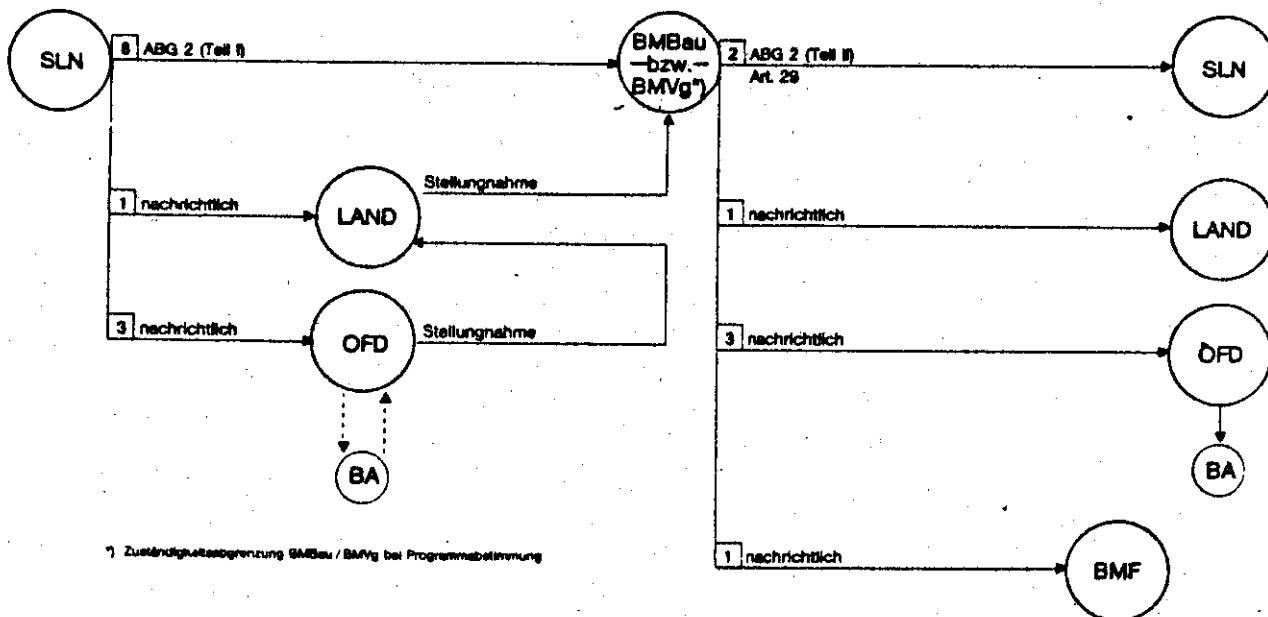 SLN
8 ABG 2 (Teil I)
BMBau
bzw.
BMVg*)
2 ABG 2 (Teil II)
Art. 29
SLN
1 nachrichtlich
LAND
Stellungnahme
1 nachrichtlich
LAND
3 nachrichtlich
OFD
Stellungnahme
3 nachrichtlich
OFD
BA
BA
*) Zuständigkeitsabgrenzung BMBau / BMVg bei Programmabstimmung
1 nachrichtlich
BMF